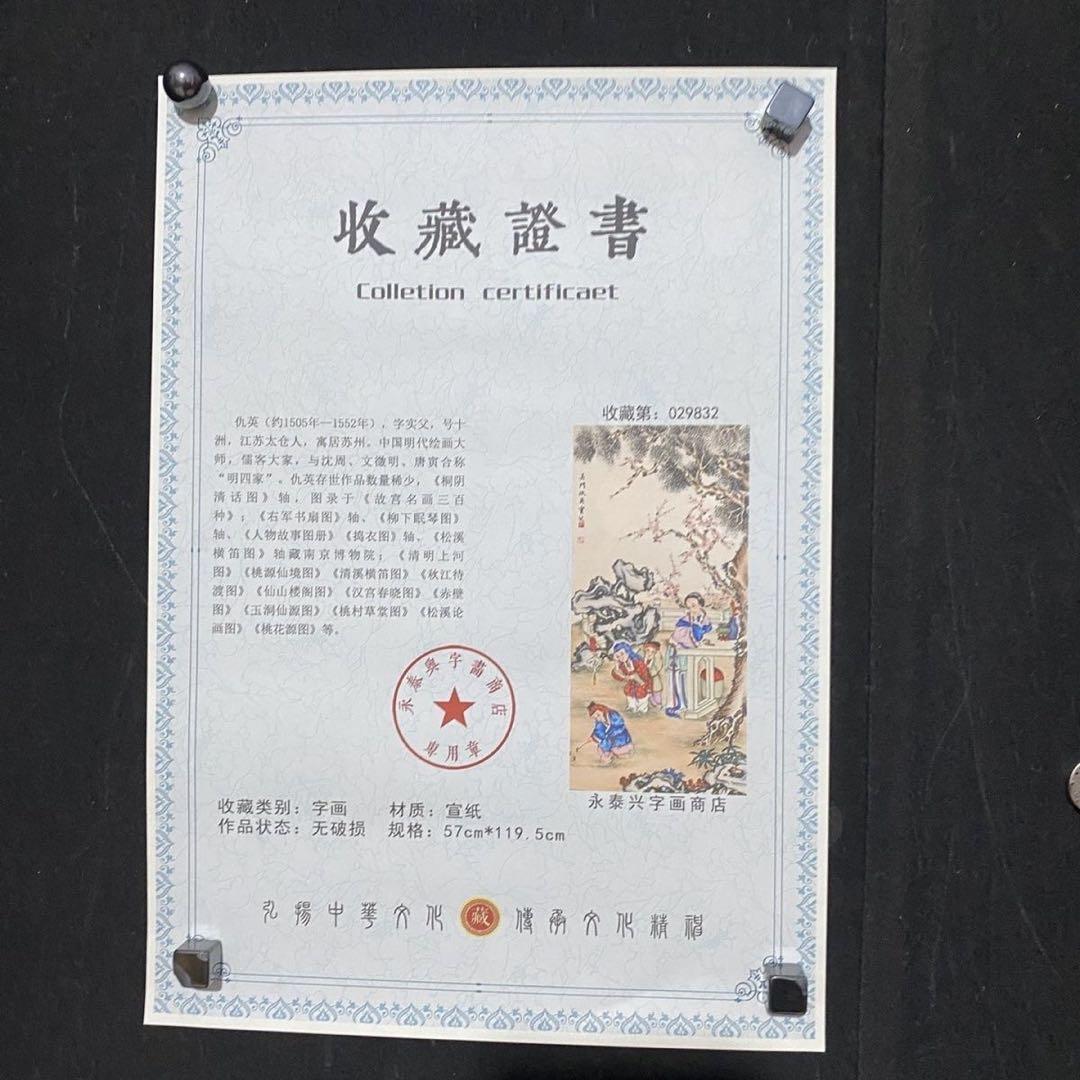 收藏證書
Colletion certificaet
仇英（约1505年—1552年），字实父，号十
洲，江苏太仓人，寓居苏州。中国明代绘画大
师，儒客大家，与沈周、文徵明、唐寅合称
“明四家”。仇英存世作品数量稀少，《桐阴
清话图》轴，图录于《故宫名画三百
种》；《右军书扇图》轴、《柳下眠琴图》
轴、《人物故事图册》《捣衣图》轴、《松溪
横笛图》轴藏南京博物院；《清明上河
图》《桃源仙境图》《清溪横笛图》《秋江待
渡图》《仙山楼阁图》《汉宫春晓图》《赤壁
图》《玉洞仙源图》《桃村草堂图》《松溪论
画图》《桃花源图》等。
收藏第：029832
永泰兴字画商店
永泰興字畵商店
专用章
收藏类别：字画 材质：宣纸
作品状态：无破损 规格：57cm*119.5cm
弘揚中華文化 藏 傳承文化精神